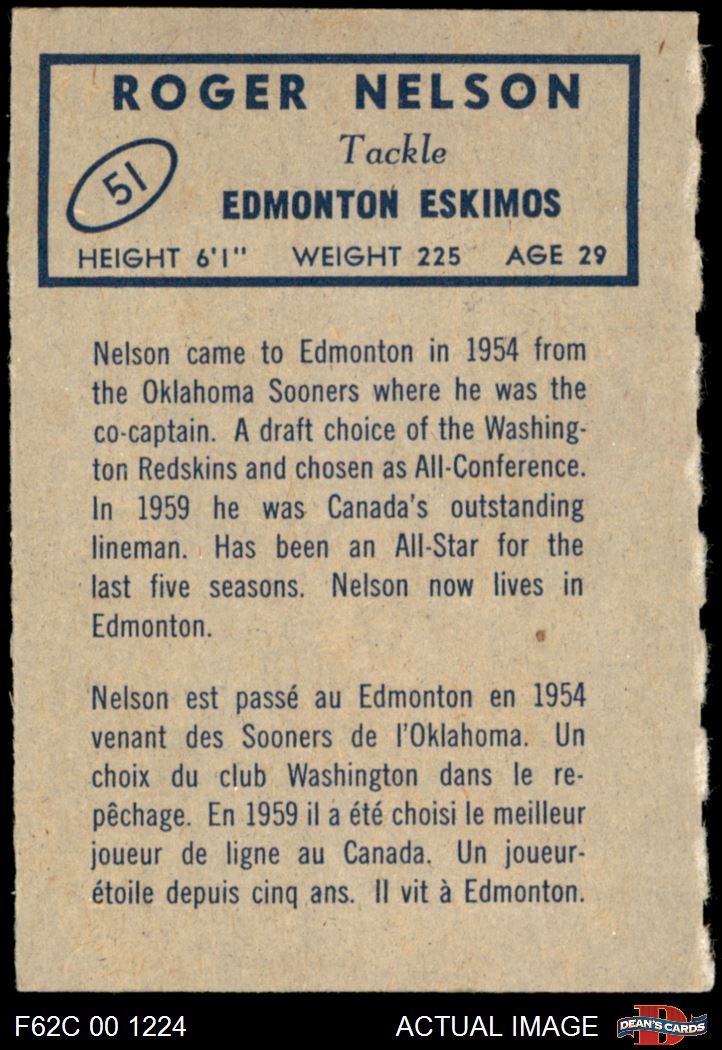 ROGER NELSON
Tackle
51
EDMONTON ESKIMOS
HEIGHT 6'1" WEIGHT 225 AGE 29
Nelson came to Edmonton in 1954 from
the Oklahoma Sooners where he was the
co-captain. A draft choice of the Washing-
ton Redskins and chosen as All-Conference.
In 1959 he was Canada's outstanding
lineman. Has been an All-Star for the
last five seasons. Nelson now lives in
Edmonton.
Nelson est passé au Edmonton en 1954
venant des Sooners de l'Oklahoma. Un
choix du club Washington dans le re-
pêchage. En 1959 il a été choisi le meilleur
joueur de ligne au Canada. Un joueur-
étoile depuis cinq ans. Il vit à Edmonton.
F62C 00 1224 ACTUAL IMAGE
D
DEAN'S CARDS